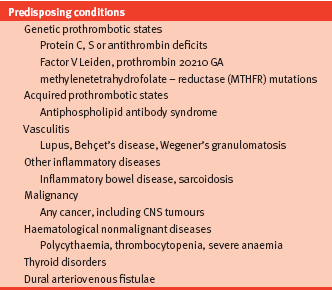 Predisposing conditions
Genetic prothrombotic states
Protein C, S or antithrombin deficits
Factor V Leiden, prothrombin 20210 GA
methylenetetrahydrofolate – reductase (MTHFR) mutations
Acquired prothrombotic states
Antiphospholipid antibody syndrome
Vasculitis
Lupus, Behçet’s disease, Wegener’s granulomatosis
Other inflammatory diseases
Inflammatory bowel disease, sarcoidosis
Malignancy
Any cancer, including CNS tumours
Haematological nonmalignant diseases
Polycythaemia, thrombocytopenia, severe anaemia
Thyroid disorders
Dural arteriovenous fistulae